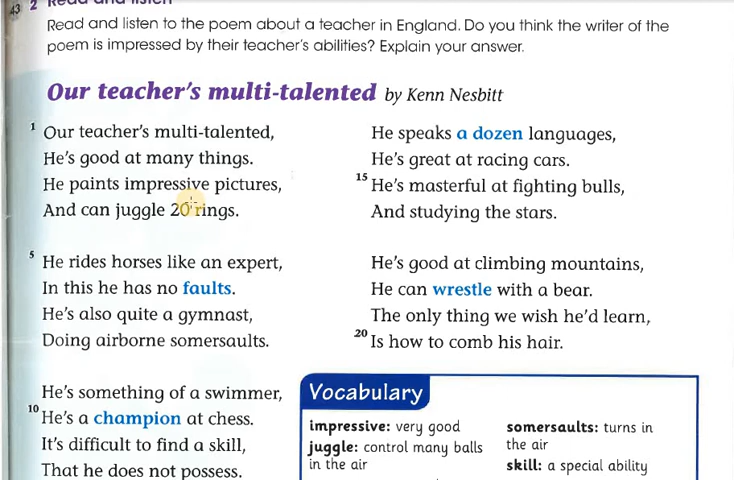 43 2 Read and listen
Read and listen to the poem about a teacher in England. Do you think the writer of the
poem is impressed by their teacher's abilities? Explain your answer.
Our teacher's multi-talented by Kenn Nesbitt
1 Our teacher's multi-talented,
He's good at many things.
He paints impressive pictures,
And can juggle 20 rings.
5 He rides horses like an expert,
In this he has no faults.
He's also quite a gymnast,
Doing airborne somersaults.
He's something of a swimmer,
10 He's a champion at chess.
It's difficult to find a skill,
That he does not possess.
He speaks a dozen languages,
He's great at racing cars.
15 He's masterful at fighting bulls,
And studying the stars.
He's good at climbing mountains,
He can wrestle with a bear.
The only thing we wish he'd learn,
20 Is how to comb his hair.
Vocabulary
impressive: very good
juggle: control many balls
in the air
somersaults: turns in
the air
skill: a special ability